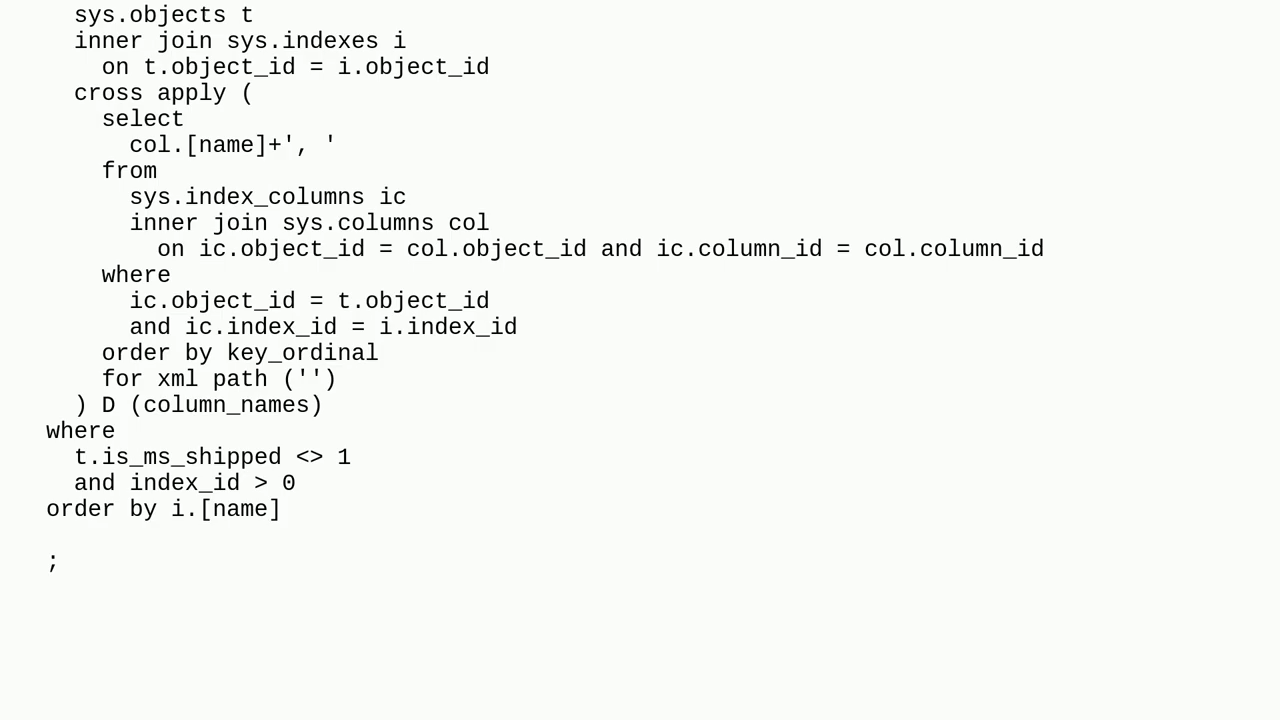 sys.objects t
inner join sys.indexes i
on t.object_id = i.object_id
cross apply (
select
col.[name]+', '
from
sys.index_columns ic
inner join sys.columns col
on ic.object_id = col.object_id and ic.column_id = col.column_id
where
ic.object_id = t.object_id
and ic.index_id = i.index_id
order by key_ordinal
for xml path ('')
) D (column_names)
where
t.is_ms_shipped <> 1
and index_id > 0
order by i.[name]
;